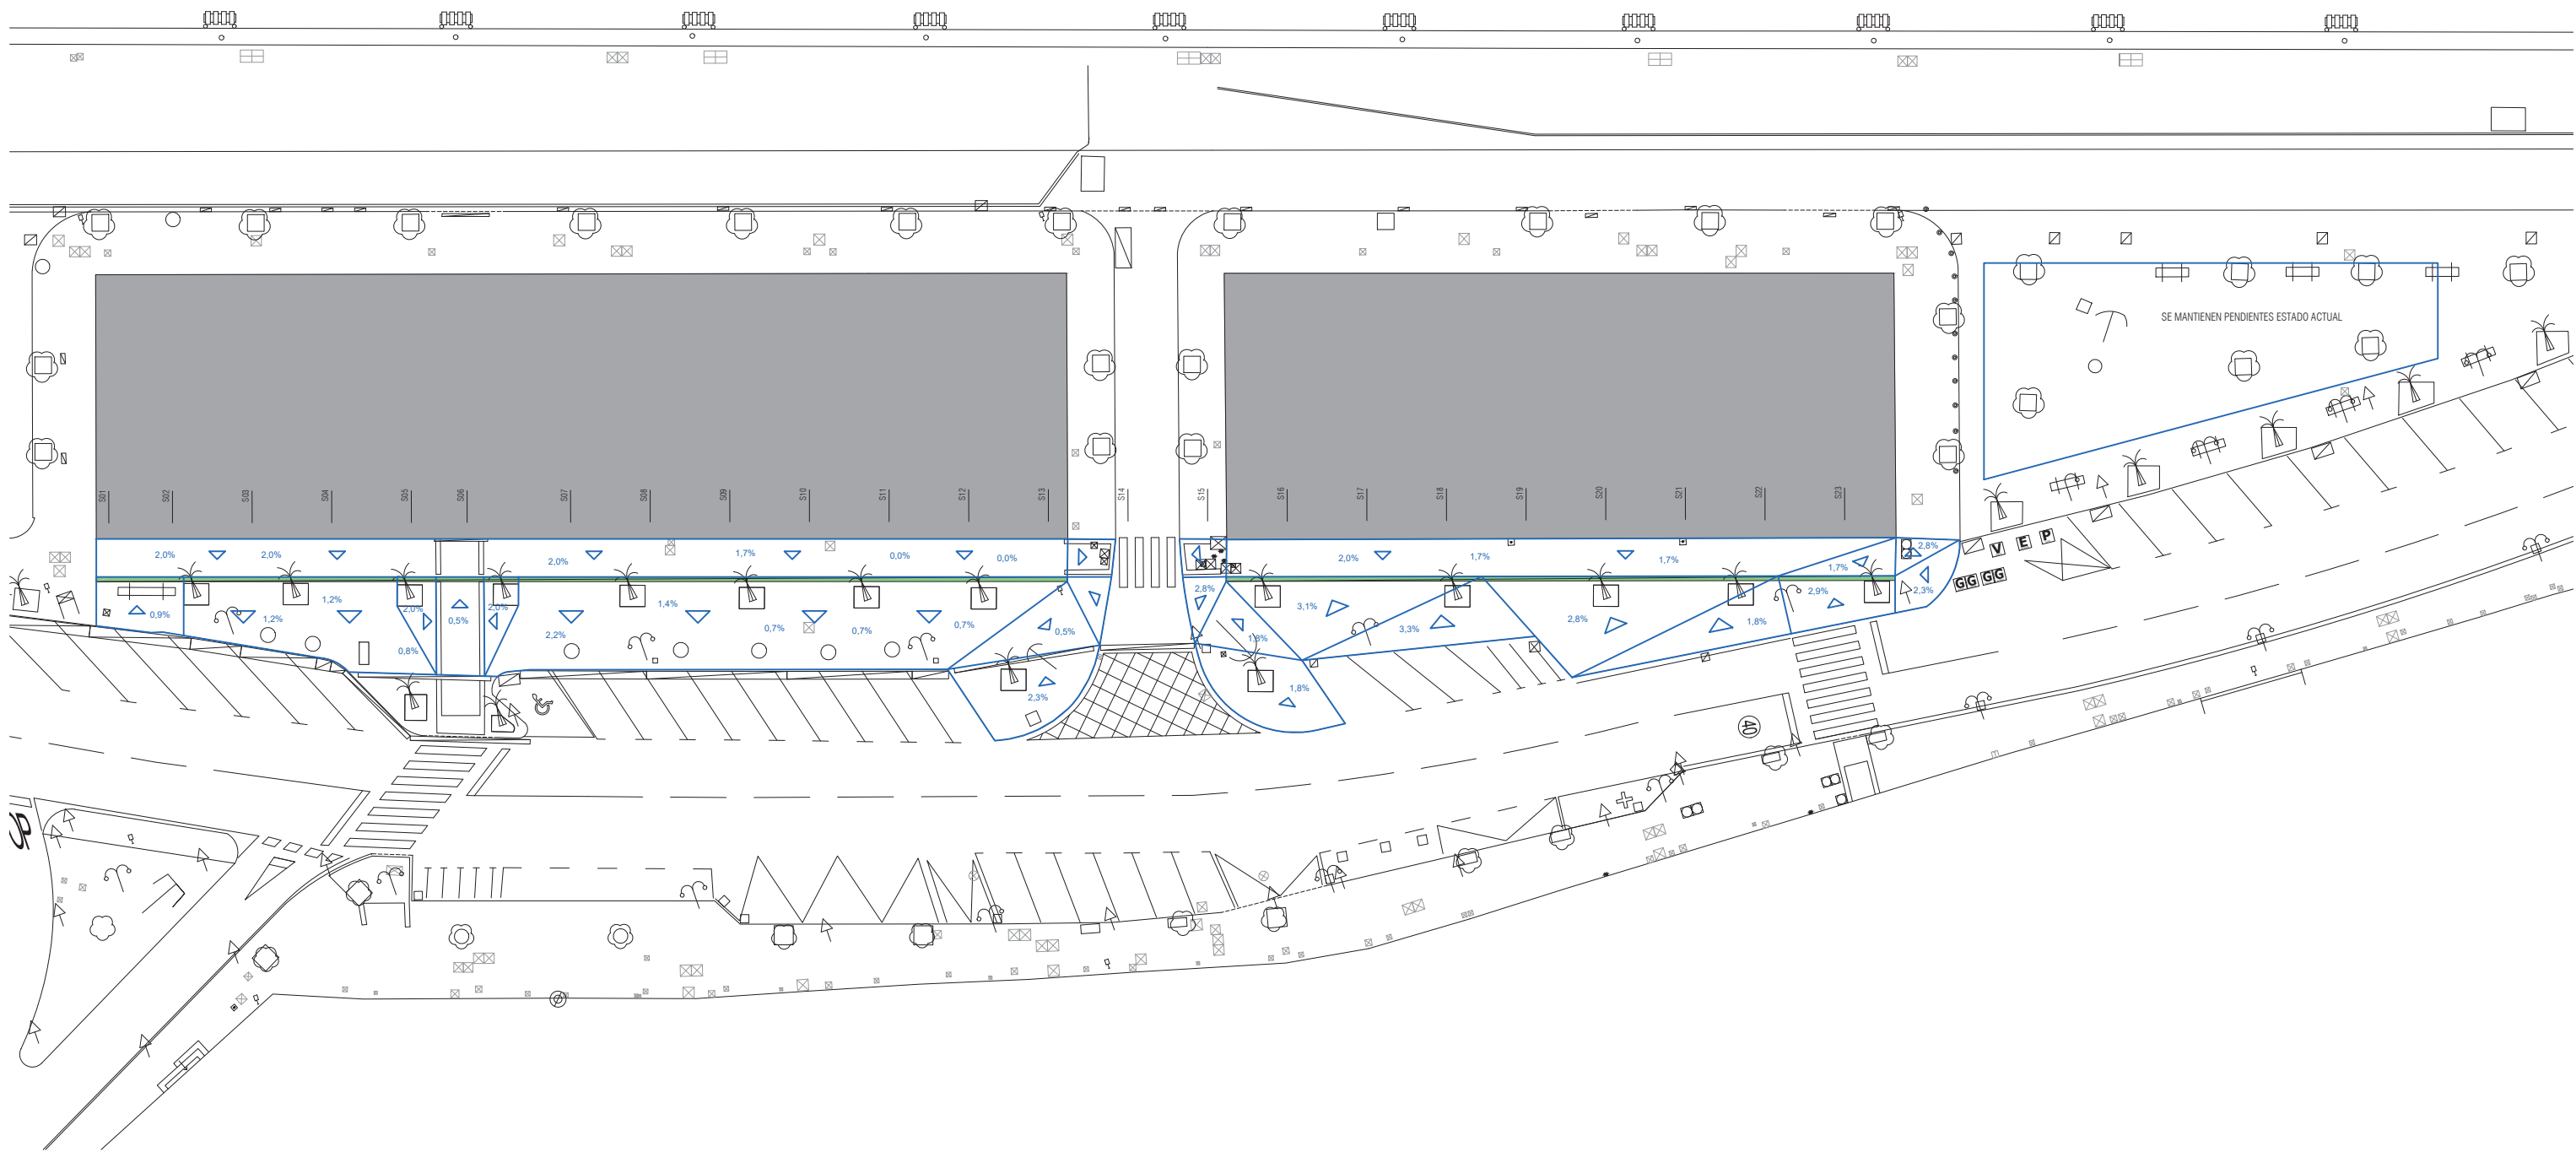 SE MANTIENEN PENDIENTES ESTADO ACTUAL
S01
S02
S03
S04
S05
S06
S07
S08
S09
S10
S11
S12
S13
S14
S15
S16
S17
S18
S19
S20
S21
S22
S23
2,0%
2,0%
2,0%
1,7%
0,0%
0,0%
2,0%
1,7%
1,7%
1,7%
2,8%
0,9%
1,2%
1,2%
2,0%
0,8%
0,5%
2,0%
2,2%
1,4%
0,7%
0,7%
0,7%
0,5%
2,3%
2,8%
1,8%
1,8%
3,1%
3,3%
2,8%
1,8%
2,9%
2,3%
V E P
GG GG
40